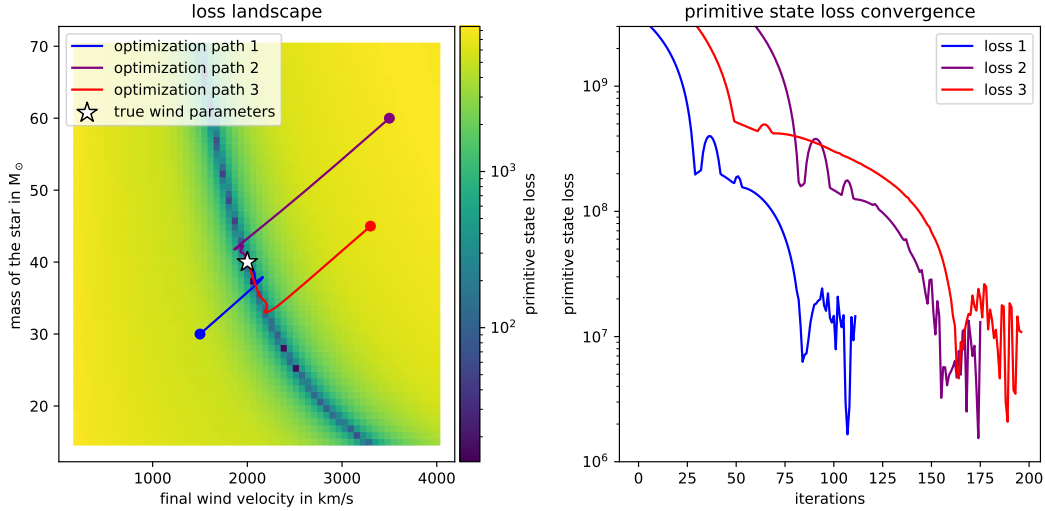 loss landscape
optimization path 1
optimization path 2
optimization path 3
true wind parameters
70
60
50
40
30
20
mass of the star in M⊙
1000
2000
3000
4000
final wind velocity in km/s
10³
10²
primitive state loss
primitive state loss convergence
loss 1
loss 2
loss 3
10⁹
10⁸
10⁷
10⁶
primitive state loss
0
25
50
75
100
125
150
175
200
iterations